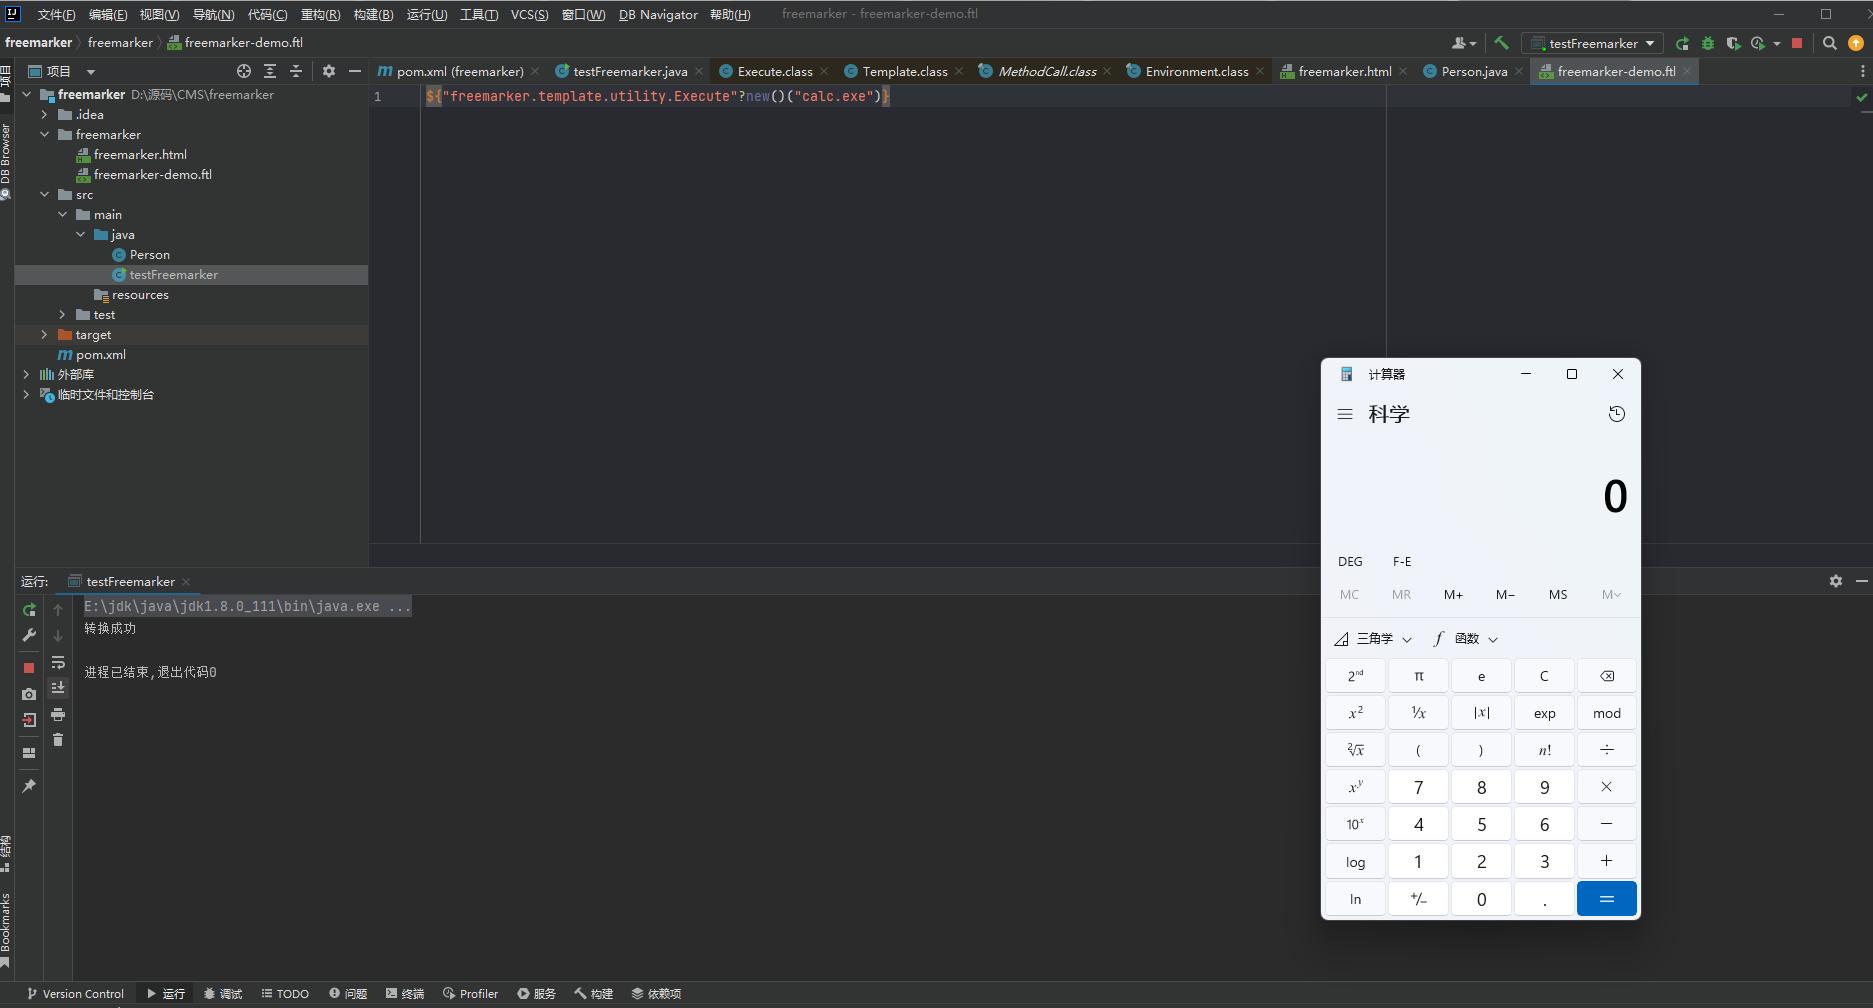 文件(F) 编辑(E) 视图(V) 导航(N) 代码(C) 重构(R) 构建(B) 运行(U) 工具(T) VCS(S) 窗口(W) DB Navigator 帮助(H) freemarker - freemarker-demo.ftl
freemarker freemarker freemarker-demo.ftl testFreemarker
项目
pom.xml (freemarker) testFreemarker.java Execute.class Template.class MethodCall.class Environment.class freemarker.html Person.java freemarker-demo.ftl
项目
DB Browser
freemarker D:\源码\CMS\freemarker
.idea
freemarker
freemarker.html
freemarker-demo.ftl
src
main
java
Person
testFreemarker
resources
test
target
pom.xml
外部库
临时文件和控制台
1 ${"freemarker.template.utility.Execute"?new()("calc.exe")}
运行: testFreemarker
E:\jdk\java\jdk1.8.0_111\bin\java.exe ...
转换成功
进程已结束,退出代码0
结构
Bookmarks
计算器
科学
0
DEG F-E
MC MR M+ M− MS M
三角学 f 函数
2nd π e C
x² ¹/x |x| exp mod
²√x ( ) n! ÷
xʸ 7 8 9 ×
10ˣ 4 5 6 −
log 1 2 3 +
ln +/− 0 . =
Version Control 运行 调试 TODO 问题 终端 Profiler 服务 构建 依赖项